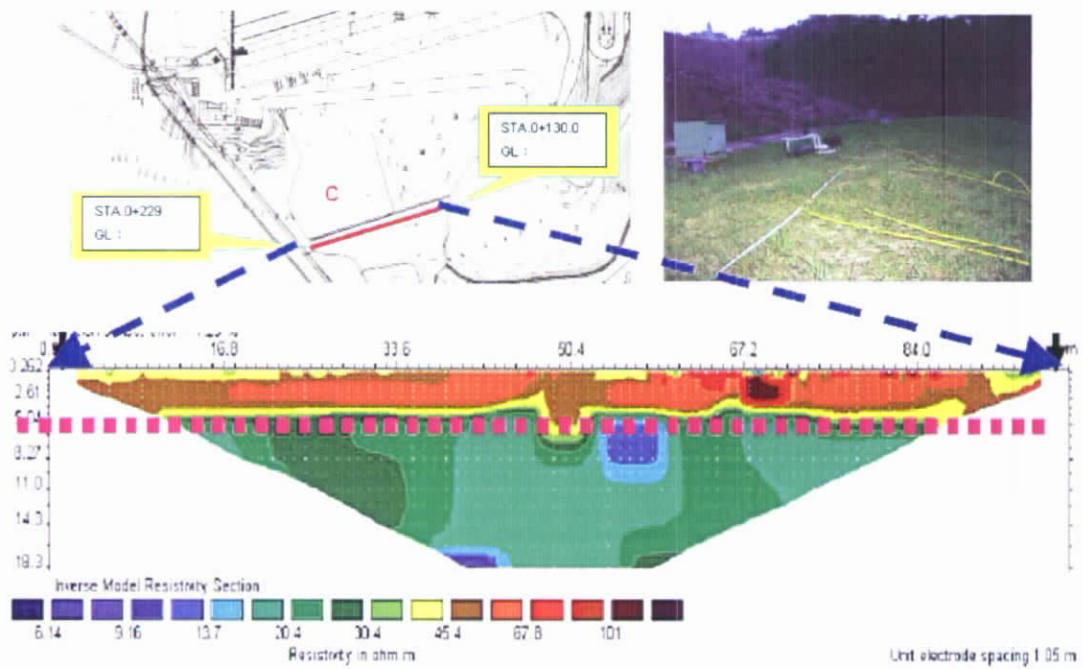 STA.0+130.0
GL :
C
STA.0+229
GL :
16.8 33.6 50.4 67.2 84.0 m
0.262
2.61
8.27
11.0
14.3
18.3
Inverse Model Resistivity Section
6.14 9.16 13.7 20.4 30.4 45.4 67.8 101
Resistivity in ohm.m
Unit electrode spacing 1.05 m